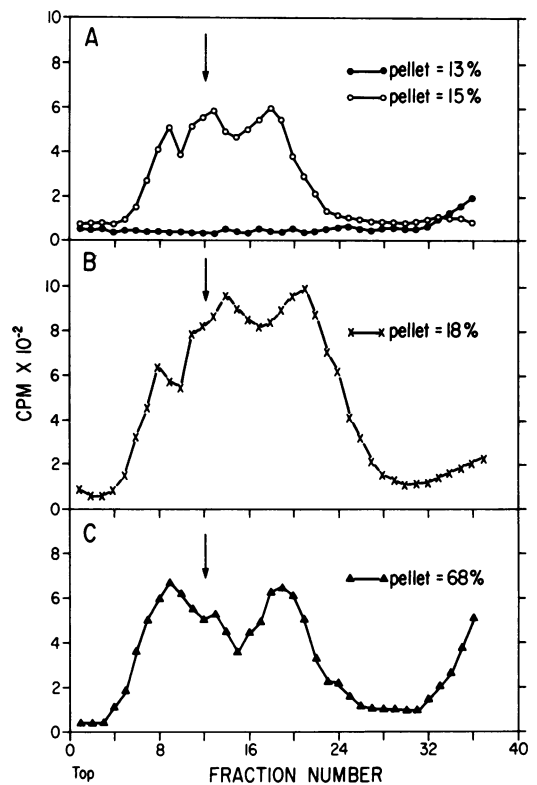 A
10
8
6
4
2
0
pellet = 13%
pellet = 15%
B
10
8
6
4
2
0
pellet = 18%
CPM X 10-2
C
8
6
4
2
0
pellet = 68%
0 8 16 24 32 40
Top
FRACTION NUMBER